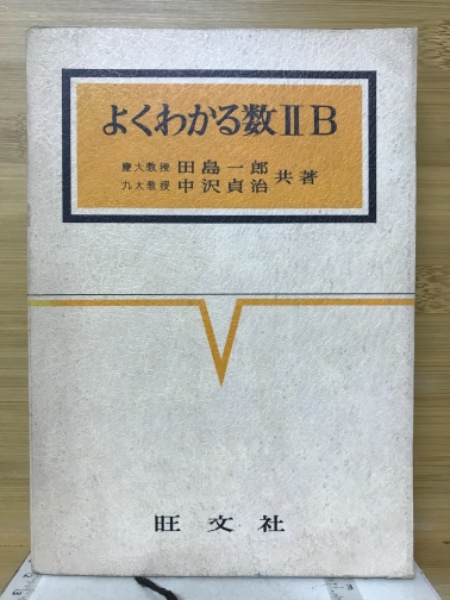 よくわかる数ⅡB
慶大教授 田島一郎
九大教授 中沢貞治
共著
旺文社